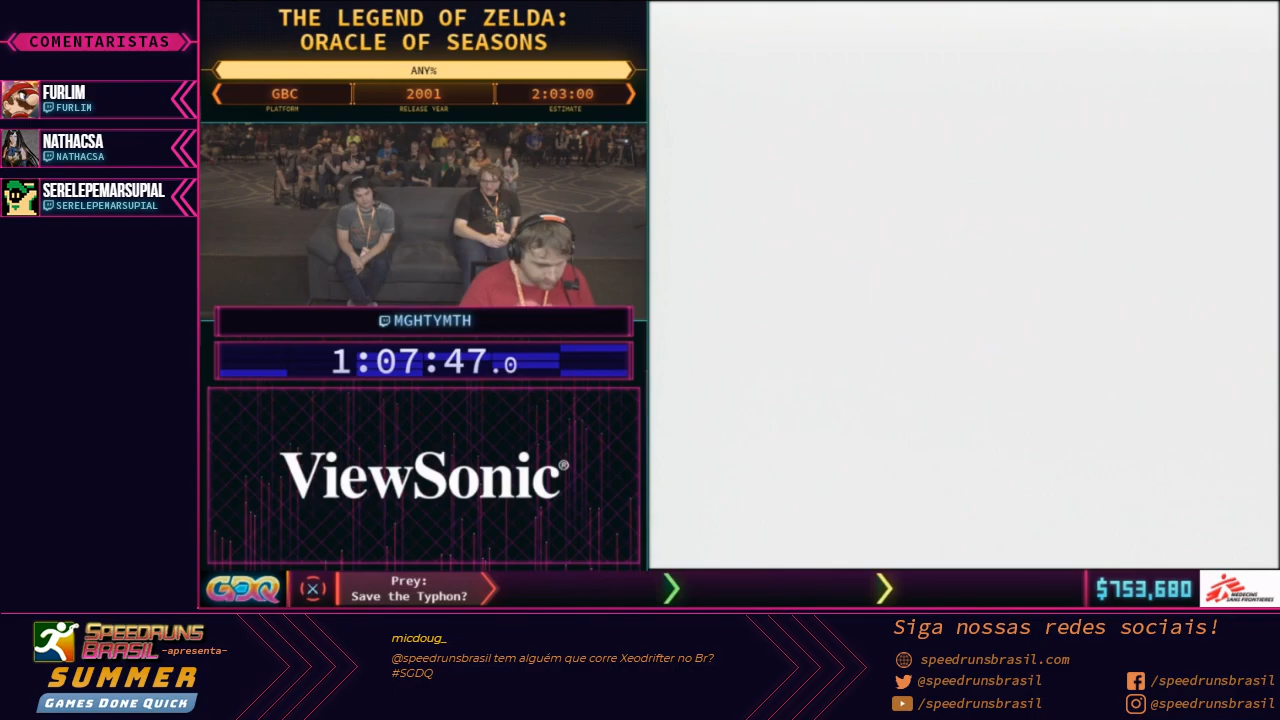 COMENTARISTAS
FURLIM
FURLIM
NATHACSA
NATHACSA
SERELEPEMARSUPIAL
SERELEPEMARSUPIAL
THE LEGEND OF ZELDA:
ORACLE OF SEASONS
ANY%
GBC
2001
2:03:00
PLATFORM
RELEASE YEAR
ESTIMATE
MGHTYMTH
1:07:47.0
ViewSonic®
GDQ
Prey:
Save the Typhon?
$753,680
MEDECINS
SANS FRONTIERES
SPEEDRUNS
BRASIL
-apresenta-
SUMMER
GAMES DONE QUICK
micdoug_
@speedrunsbrasil tem alguém que corre Xeodrifter no Br?
#SGDQ
Siga nossas redes sociais!
speedrunsbrasil.com
@speedrunsbrasil
/speedrunsbrasil
/speedrunsbrasil
@speedrunsbrasil